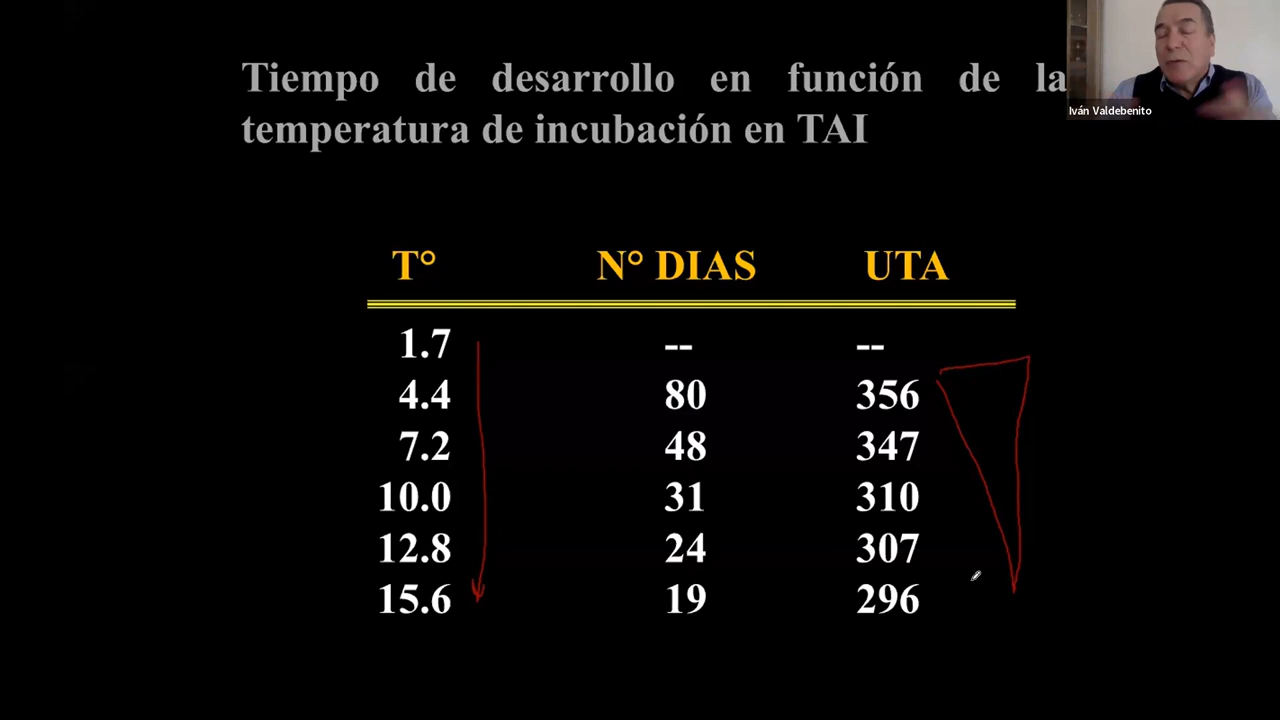 Tiempo de desarrollo en función de la
temperatura de incubación en TAI
Iván Valdebenito
T° N° DIAS UTA
1.7 -- --
4.4 80 356
7.2 48 347
10.0 31 310
12.8 24 307
15.6 19 296